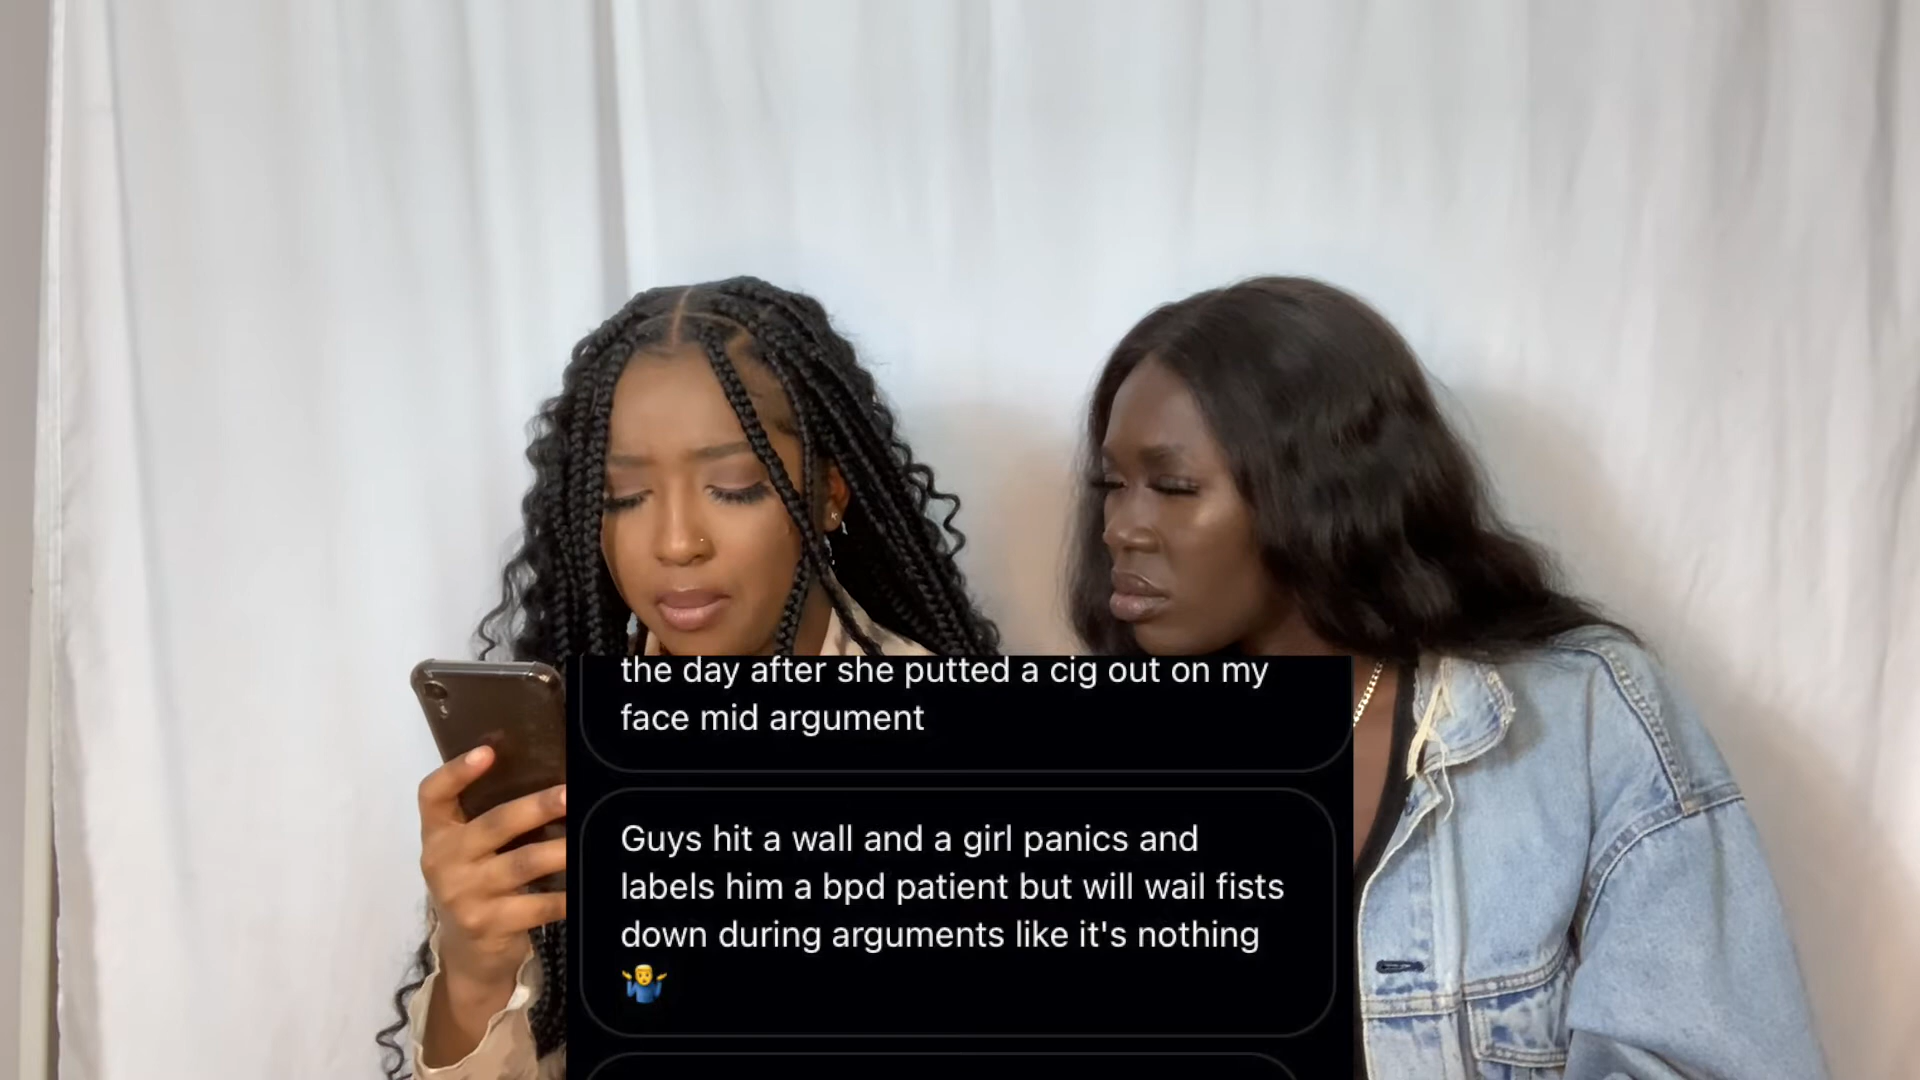 the day after she putted a cig out on my
face mid argument
Guys hit a wall and a girl panics and
labels him a bpd patient but will wail fists
down during arguments like it's nothing
🤷‍♂️